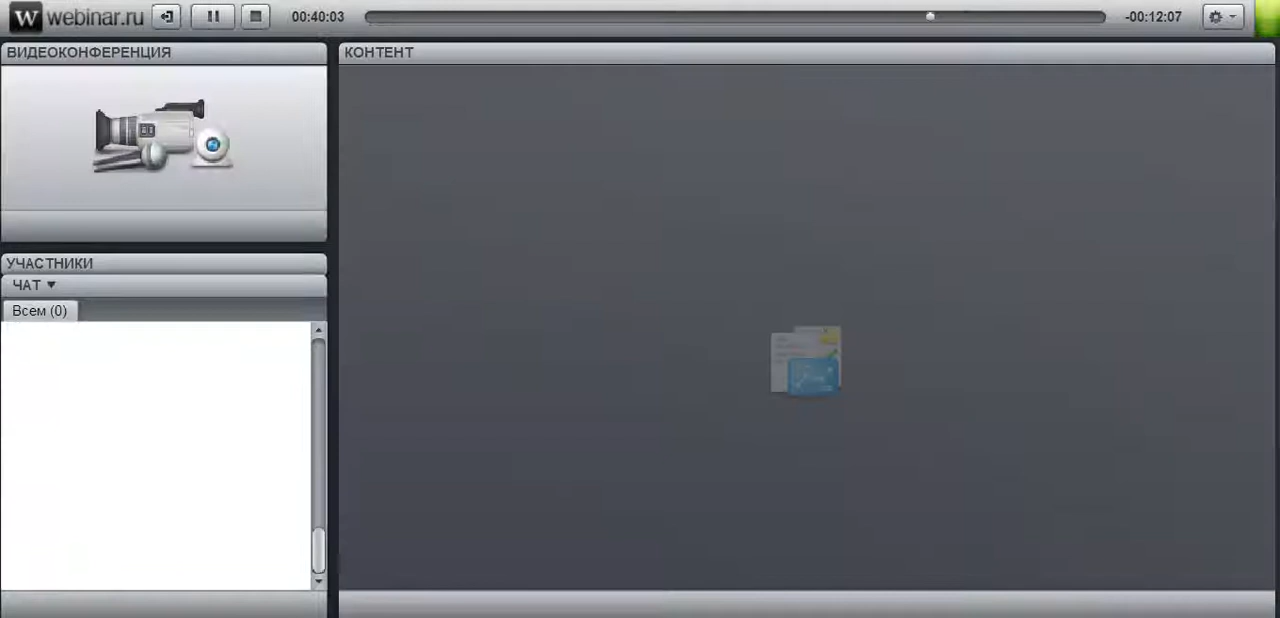 W webinar.ru 00:40:03 -00:12:07
ВИДЕОКОНФЕРЕНЦИЯ
КОНТЕНТ
УЧАСТНИКИ
ЧАТ
Всем (0)